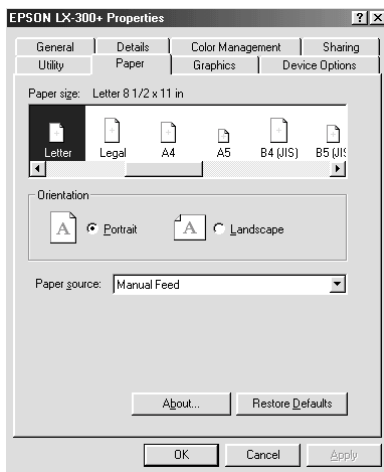 EPSON LX-300+ Properties
General Details Color Management Sharing
Utility Paper Graphics Device Options
Paper size: Letter 8 1/2 x 11 in
Letter Legal A4 A5 B4 (JIS) B5 (JIS
Orientation
A Portrait A Landscape
Paper source: Manual Feed
About... Restore Defaults
OK Cancel Apply